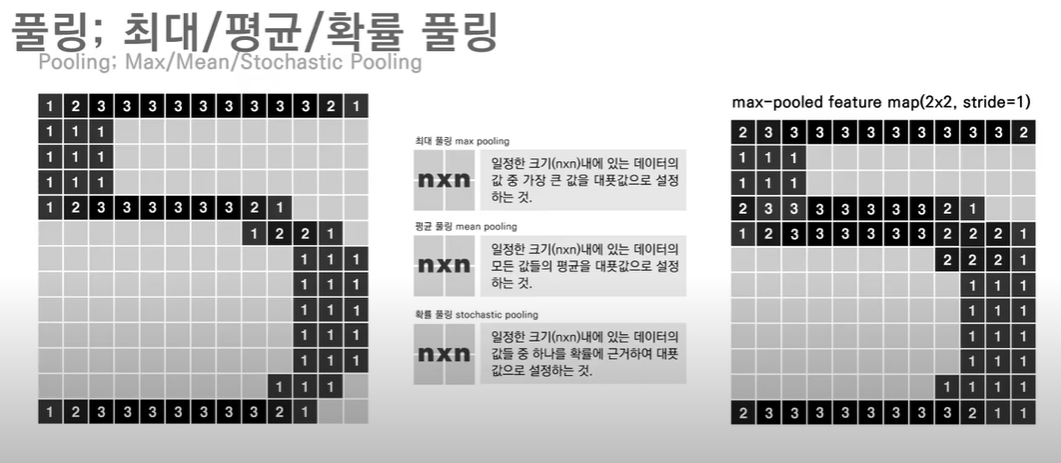 풀링; 최대/평균/확률 풀링
Pooling; Max/Mean/Stochastic Pooling
1 2 3 3 3 3 3 3 3 3 3 2 1
1 1 1
1 1 1
1 1 1
1 2 3 3 3 3 3 3 2 1
1 2 2 1
1 1 1
1 1 1
1 1 1
1 1 1
1 1 1
1 1 1
1 2 3 3 3 3 3 3 3 2 1
최대 풀링 max pooling
nxn
일정한 크기(nxn)내에 있는 데이터의
값 중 가장 큰 값을 대푯값으로 설정
하는 것.
평균 풀링 mean pooling
nxn
일정한 크기(nxn)내에 있는 데이터의
모든 값들의 평균을 대푯값으로 설정
하는 것.
확률 풀링 stochastic pooling
nxn
일정한 크기(nxn)내에 있는 데이터의
값들 중 하나를 확률에 근거하여 대푯
값으로 설정하는 것.
max-pooled feature map(2x2, stride=1)
2 3 3 3 3 3 3 3 3 3 3 2
1 1 1
1 1 1
2 3 3 3 3 3 3 3 2 1
1 2 3 3 3 3 3 3 2 2 2 1
2 2 2 1
1 1 1
1 1 1
1 1 1
1 1 1
1 1 1 1
2 3 3 3 3 3 3 3 3 2 1 1